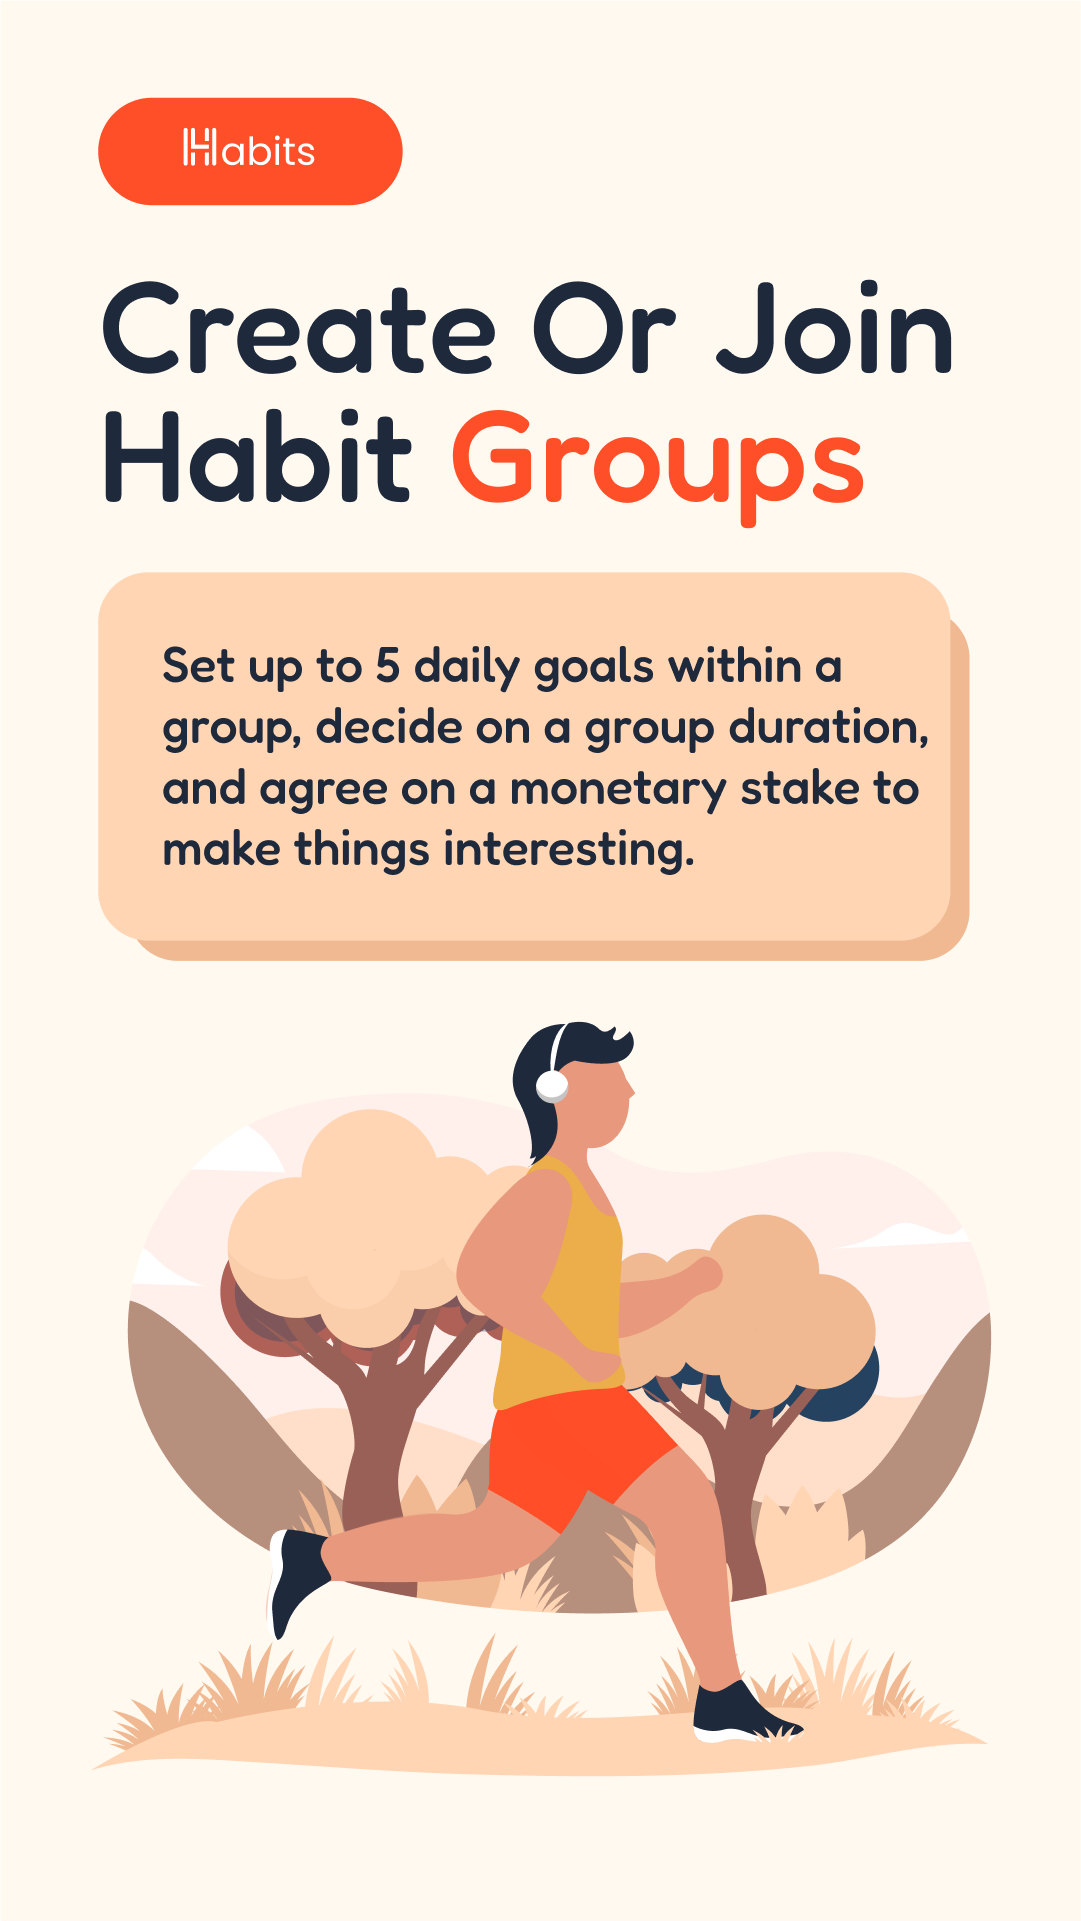 Habits
Create Or Join
Habit Groups
Set up to 5 daily goals within a
group, decide on a group duration,
and agree on a monetary stake to
make things interesting.